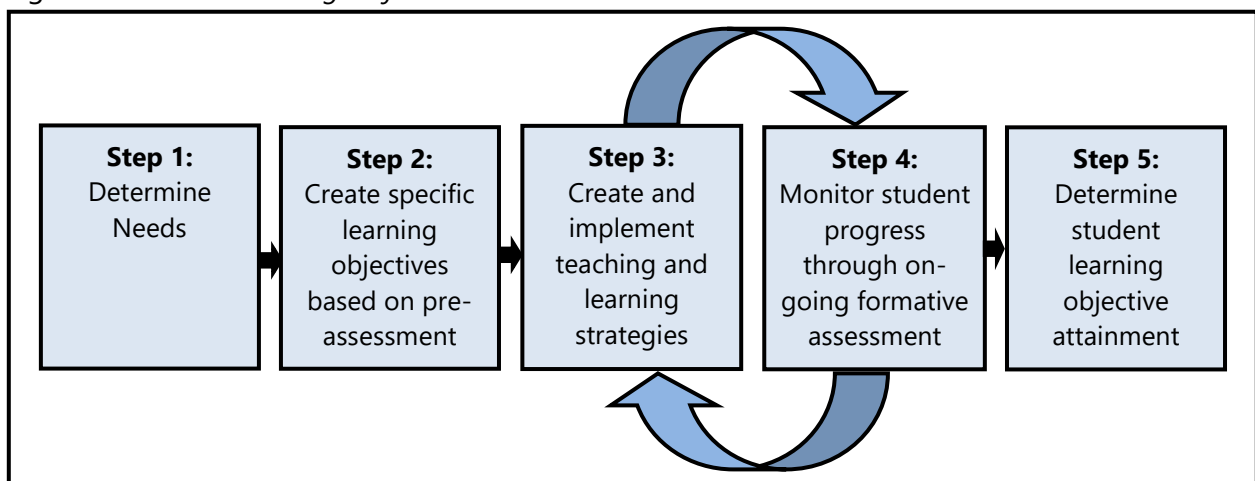 Step 1:
Determine
Needs
Step 2:
Create specific
learning
objectives
based on pre-
assessment
Step 3:
Create and
implement
teaching and
learning
strategies
Step 4:
Monitor student
progress
through on-
going formative
assessment
Step 5:
Determine
student
learning
objective
attainment